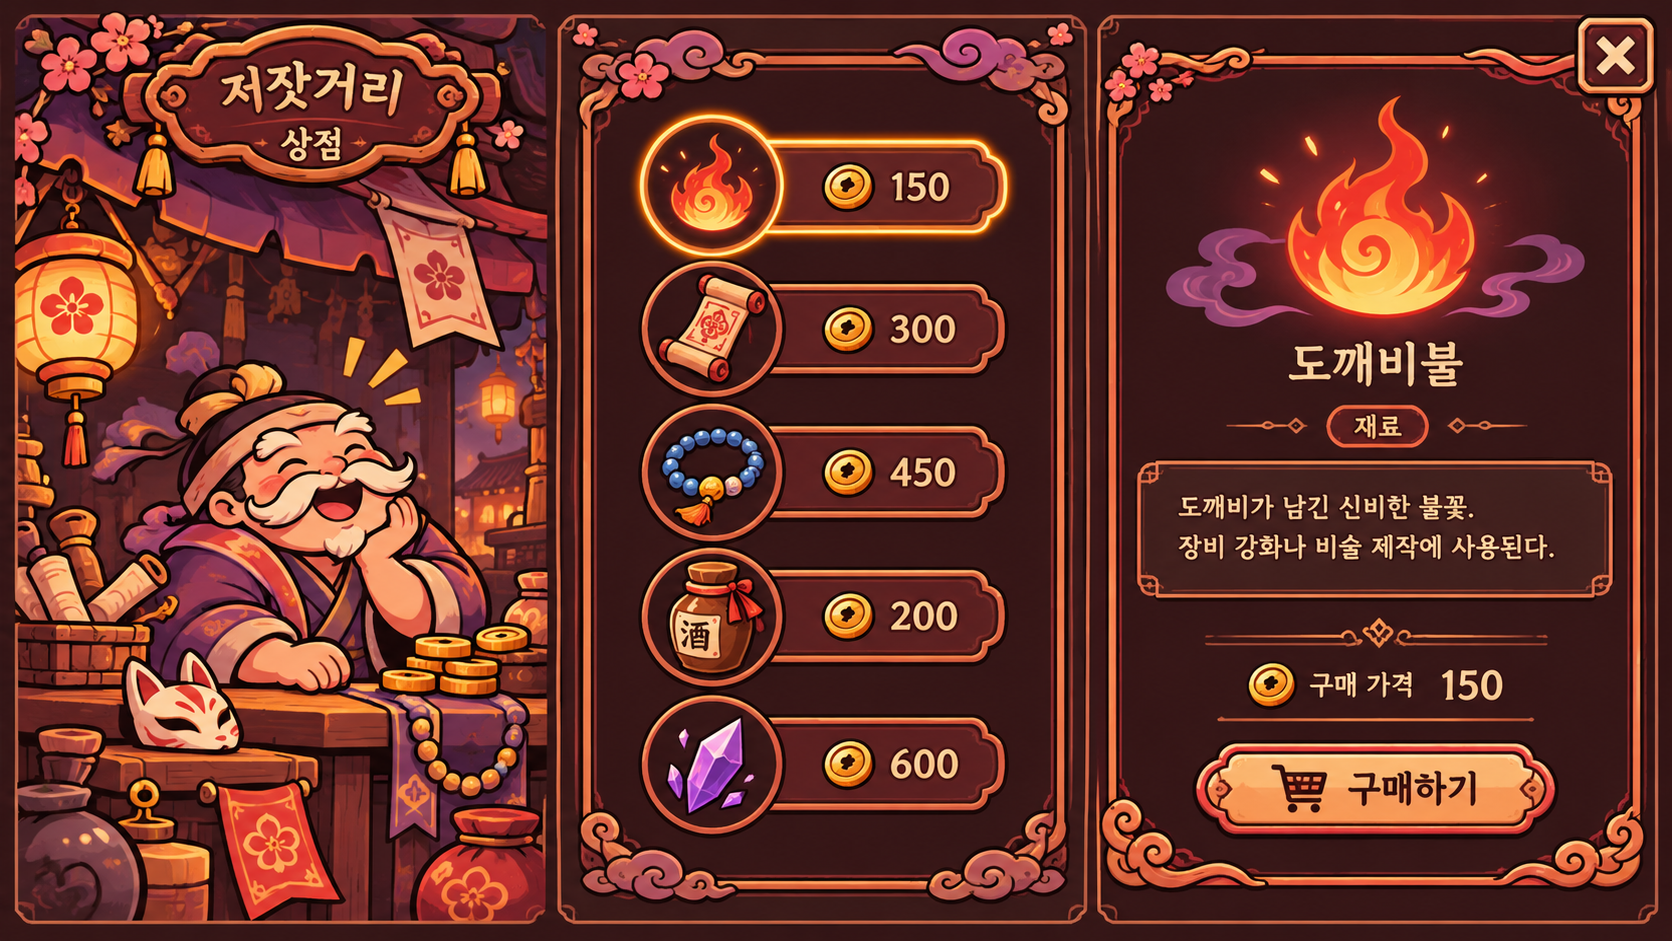 저잣거리
상점
150
300
450
酒
200
600
도깨비불
재료
도깨비가 남긴 신비한 불꽃.
장비 강화나 비술 제작에 사용된다.
구매 가격 150
구매하기